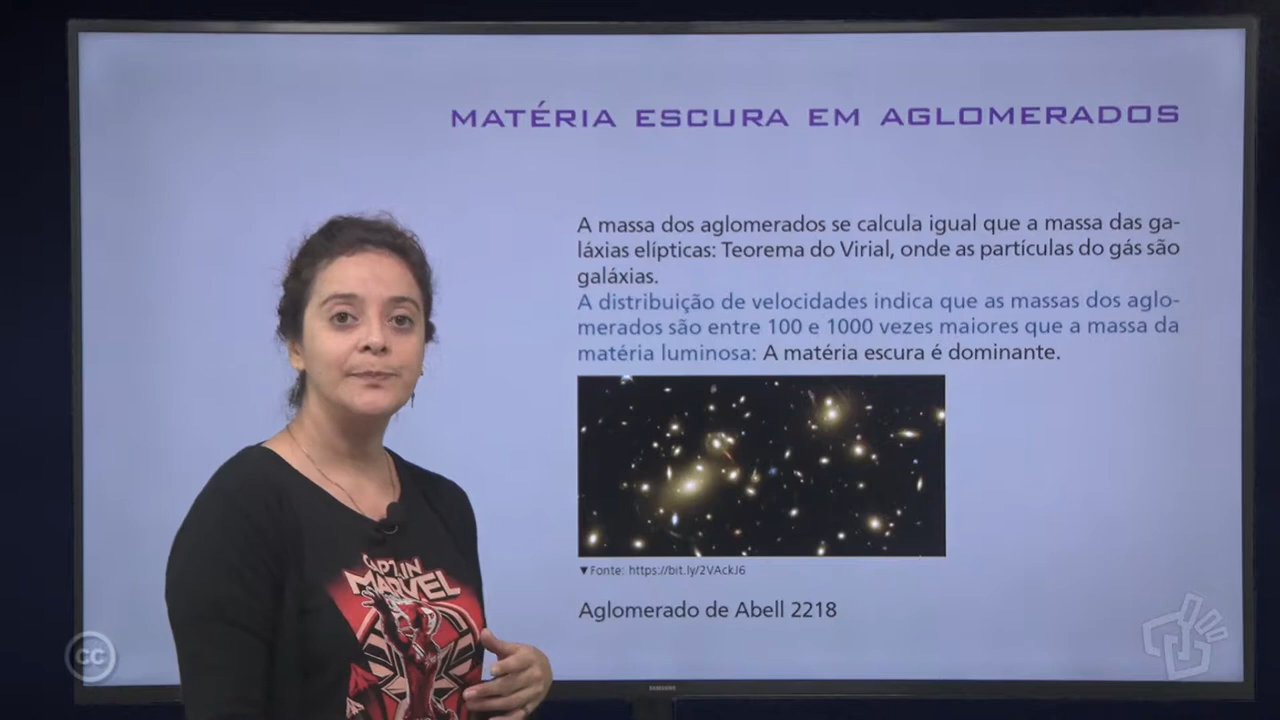 MATÉRIA ESCURA EM AGLOMERADOS
A massa dos aglomerados se calcula igual que a massa das ga-
láxias elípticas: Teorema do Virial, onde as partículas do gás são
galáxias.
A distribuição de velocidades indica que as massas dos aglo-
merados são entre 100 e 1000 vezes maiores que a massa da
matéria luminosa: A matéria escura é dominante.
▼Fonte: https://bit.ly/2VAckJ6
Aglomerado de Abell 2218
CAPTAIN
MARVEL
cc
SAMSUNG